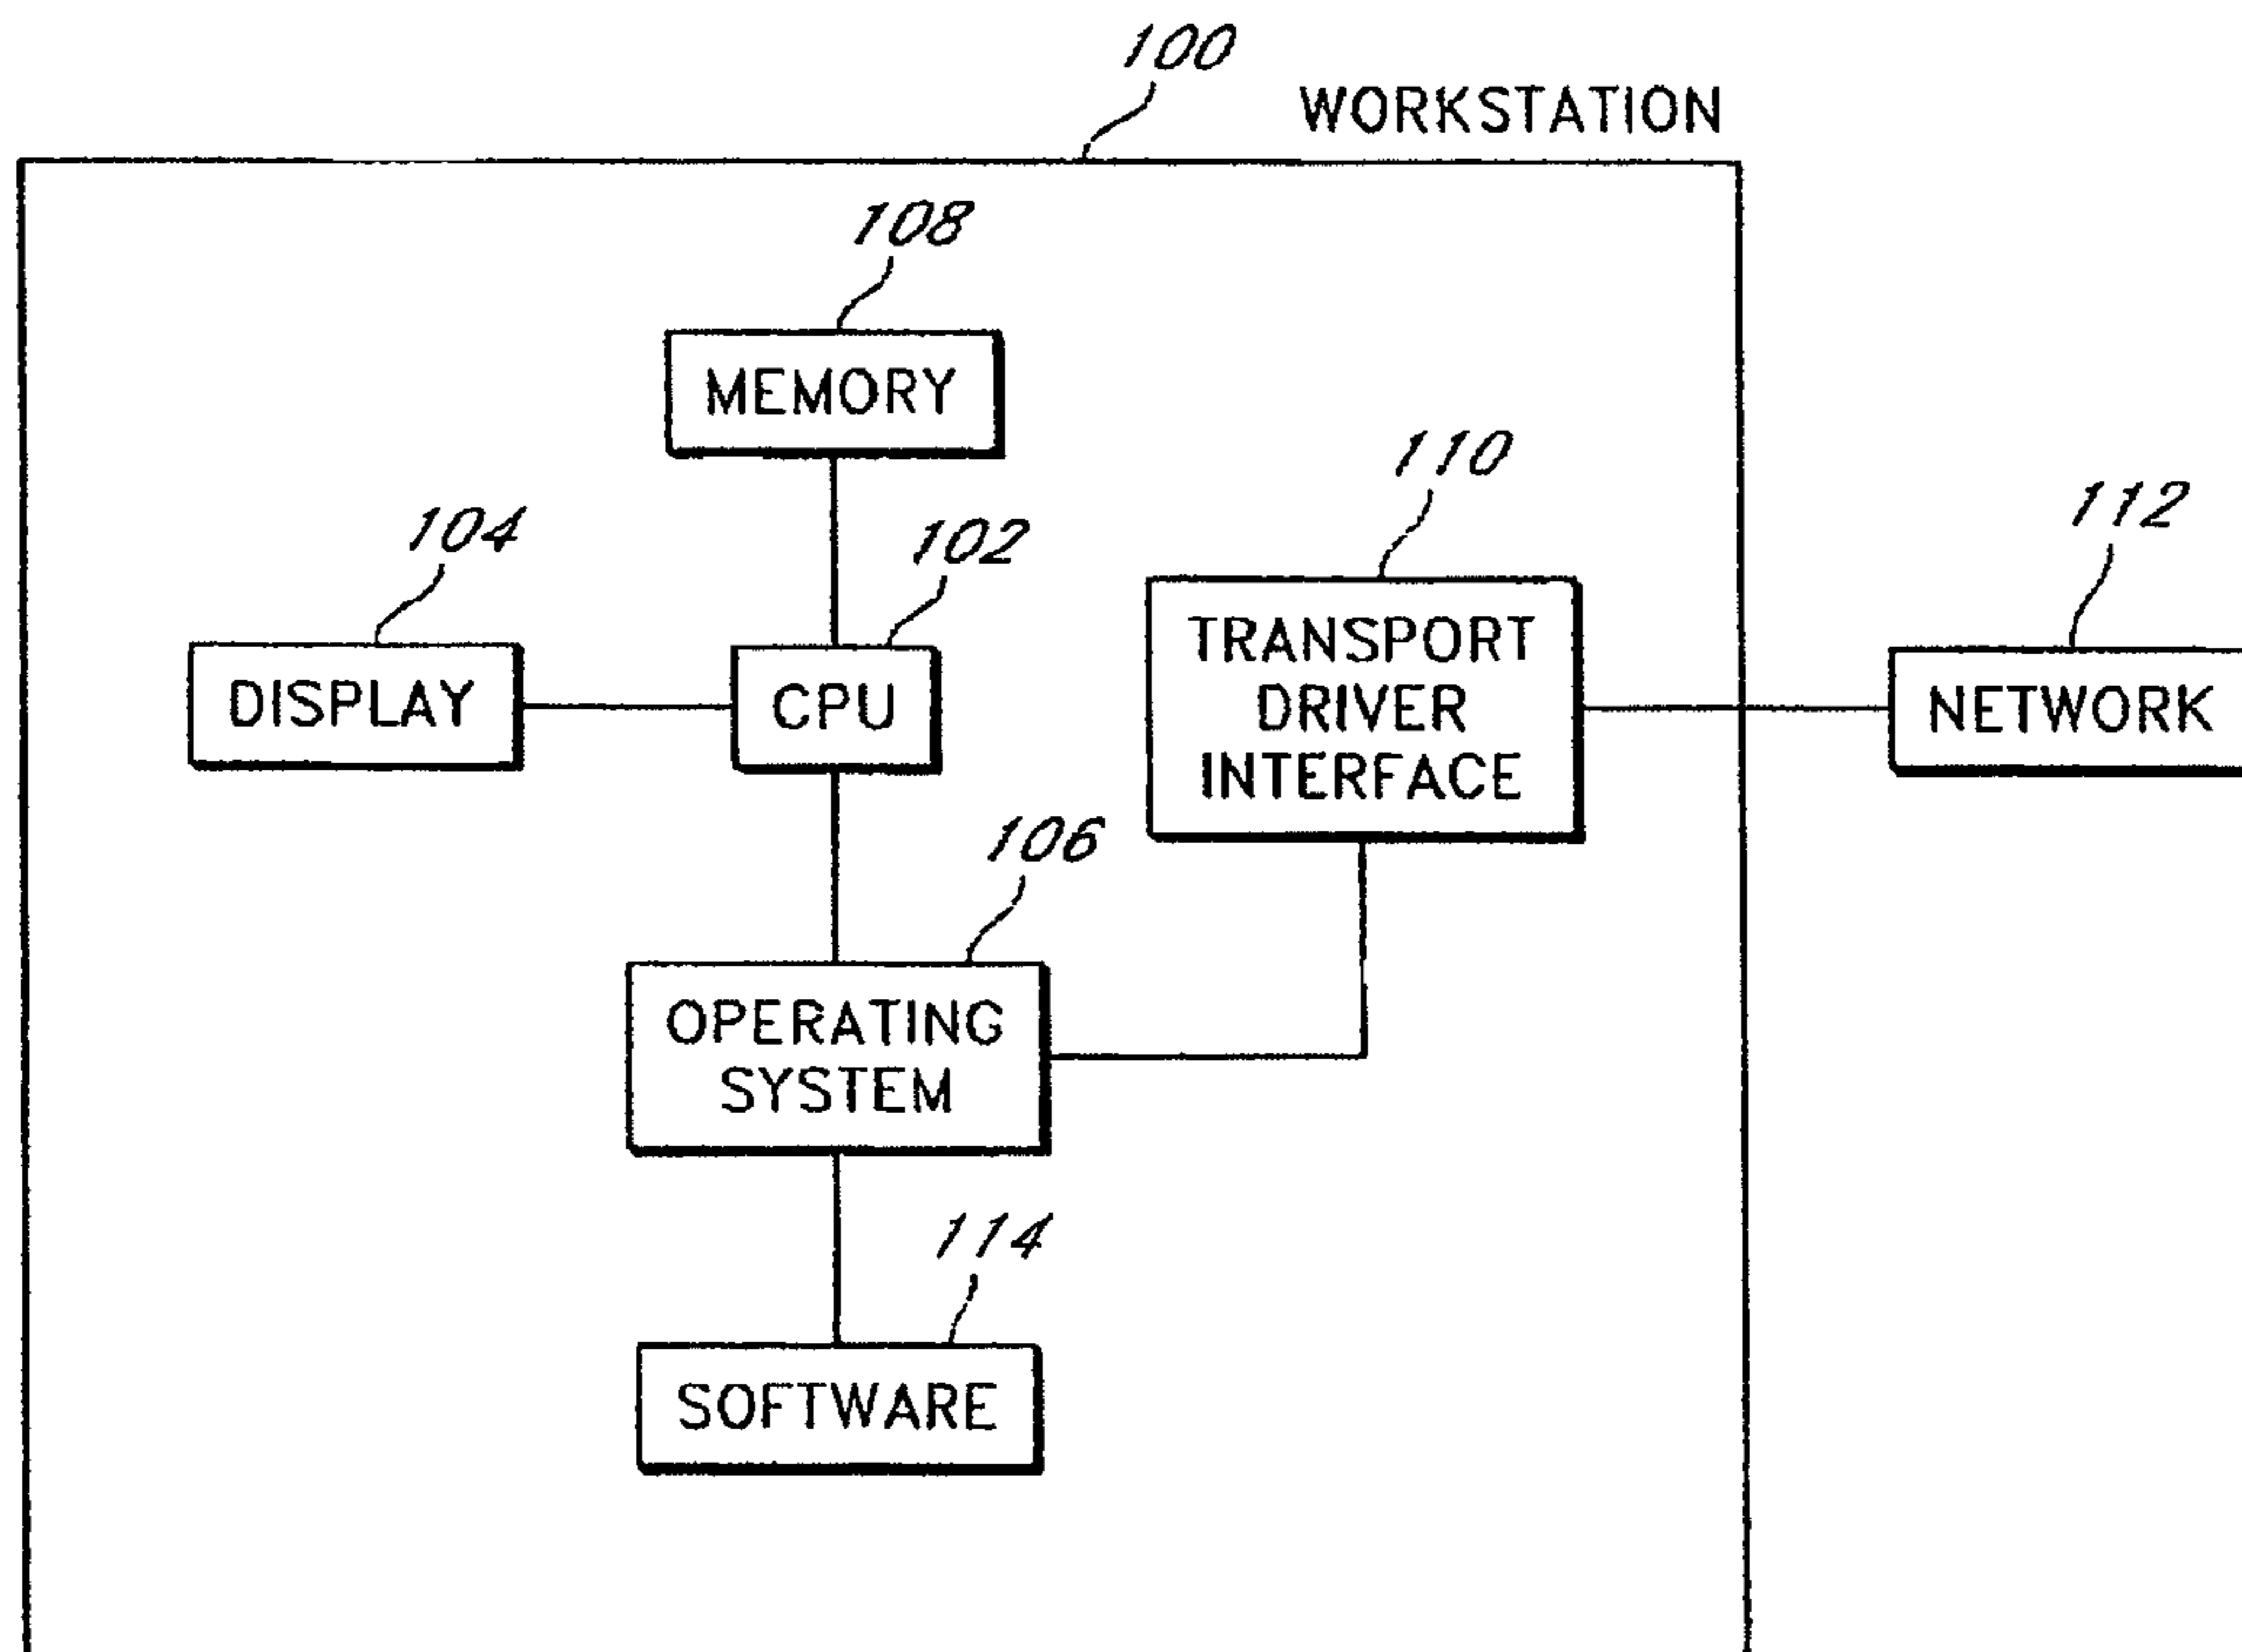 100
WORKSTATION
108
MEMORY
104
102
110
112
DISPLAY
CPU
TRANSPORT
DRIVER
INTERFACE
NETWORK
106
OPERATING
SYSTEM
114
SOFTWARE